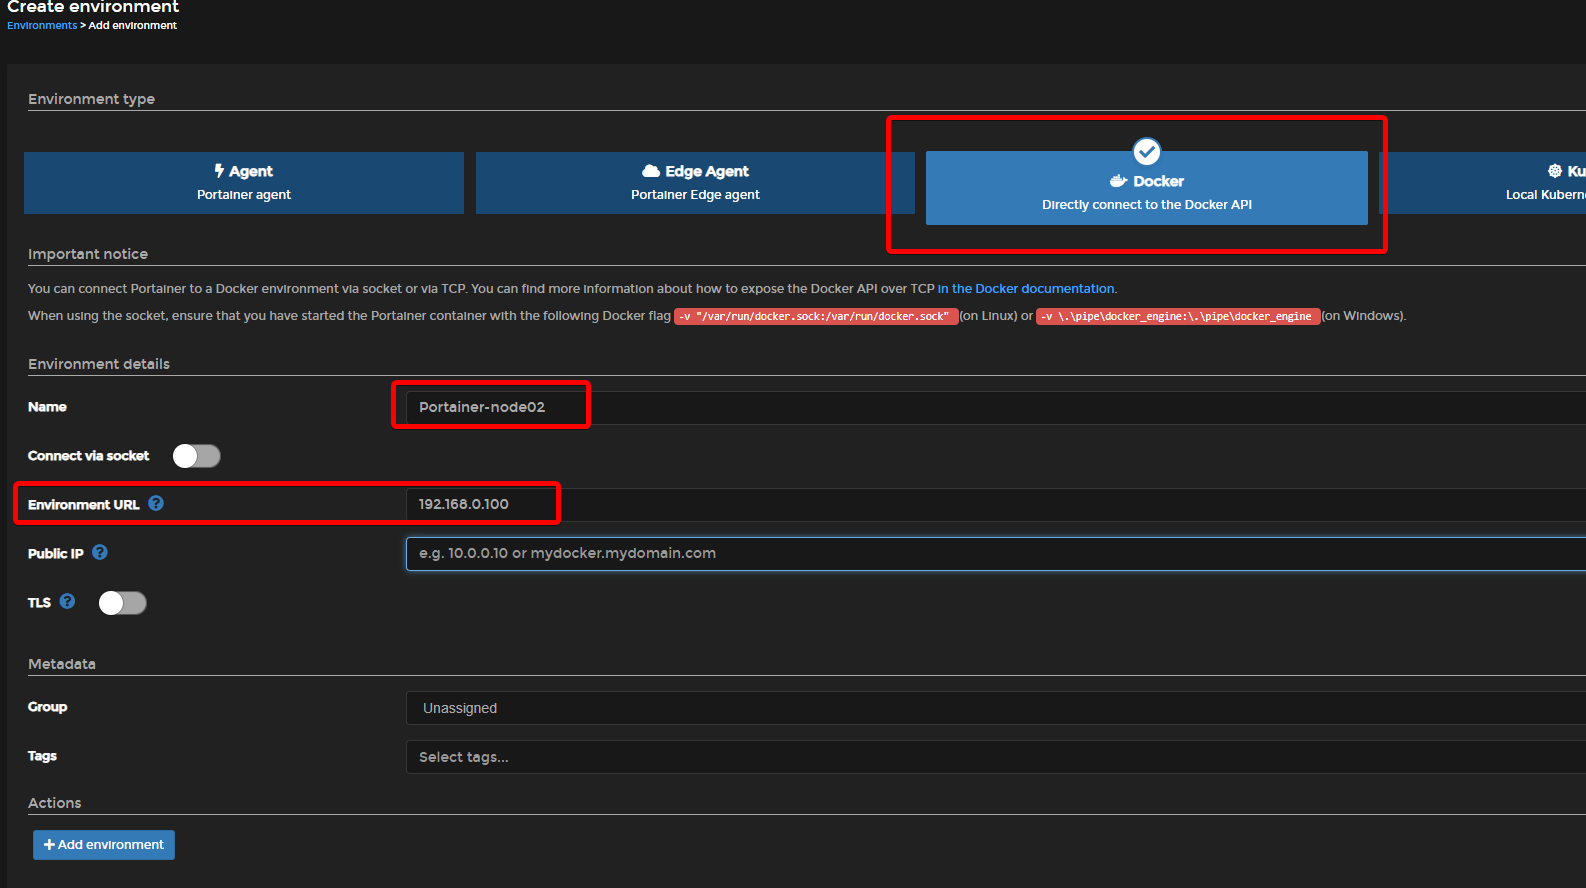 Create environment
Environments > Add environment
Environment type
Agent
Portainer agent
Edge Agent
Portainer Edge agent
Docker
Directly connect to the Docker API
Ku
Local Kuberne
Important notice
You can connect Portainer to a Docker environment via socket or via TCP. You can find more information about how to expose the Docker API over TCP in the Docker documentation.
When using the socket, ensure that you have started the Portainer container with the following Docker flag -v "/var/run/docker.sock:/var/run/docker.sock" (on Linux) or -v \.\pipe\docker_engine:\.\pipe\docker_engine (on Windows).
Environment details
Name Portainer-node02
Connect via socket
Environment URL ? 192.168.0.100
Public IP ? e.g. 10.0.0.10 or mydocker.mydomain.com
TLS ?
Metadata
Group Unassigned
Tags Select tags...
Actions
+ Add environment